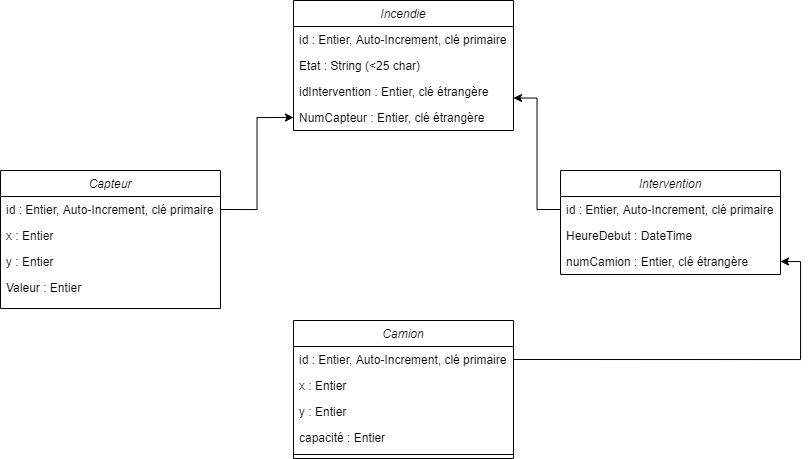 Incendie
id : Entier, Auto-Increment, clé primaire
Etat : String (<25 char)
idIntervention : Entier, clé étrangère
NumCapteur : Entier, clé étrangère
Capteur
id : Entier, Auto-Increment, clé primaire
x : Entier
y : Entier
Valeur : Entier
Intervention
id : Entier, Auto-Increment, clé primaire
HeureDebut : DateTime
numCamion : Entier, clé étrangère
Camion
id : Entier, Auto-Increment, clé primaire
x : Entier
y : Entier
capacité : Entier